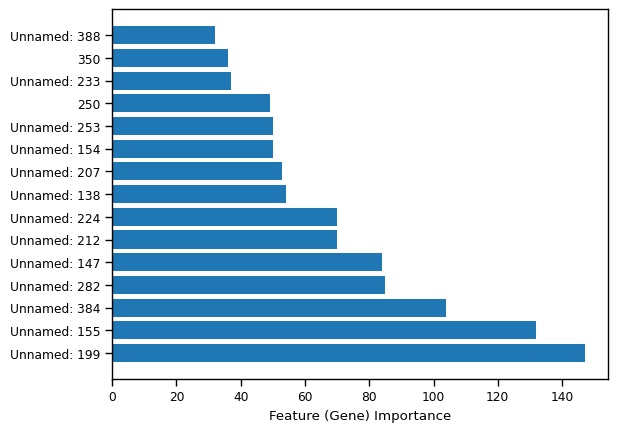 Unnamed: 388
350
Unnamed: 233
250
Unnamed: 253
Unnamed: 154
Unnamed: 207
Unnamed: 138
Unnamed: 224
Unnamed: 212
Unnamed: 147
Unnamed: 282
Unnamed: 384
Unnamed: 155
Unnamed: 199
0 20 40 60 80 100 120 140
Feature (Gene) Importance